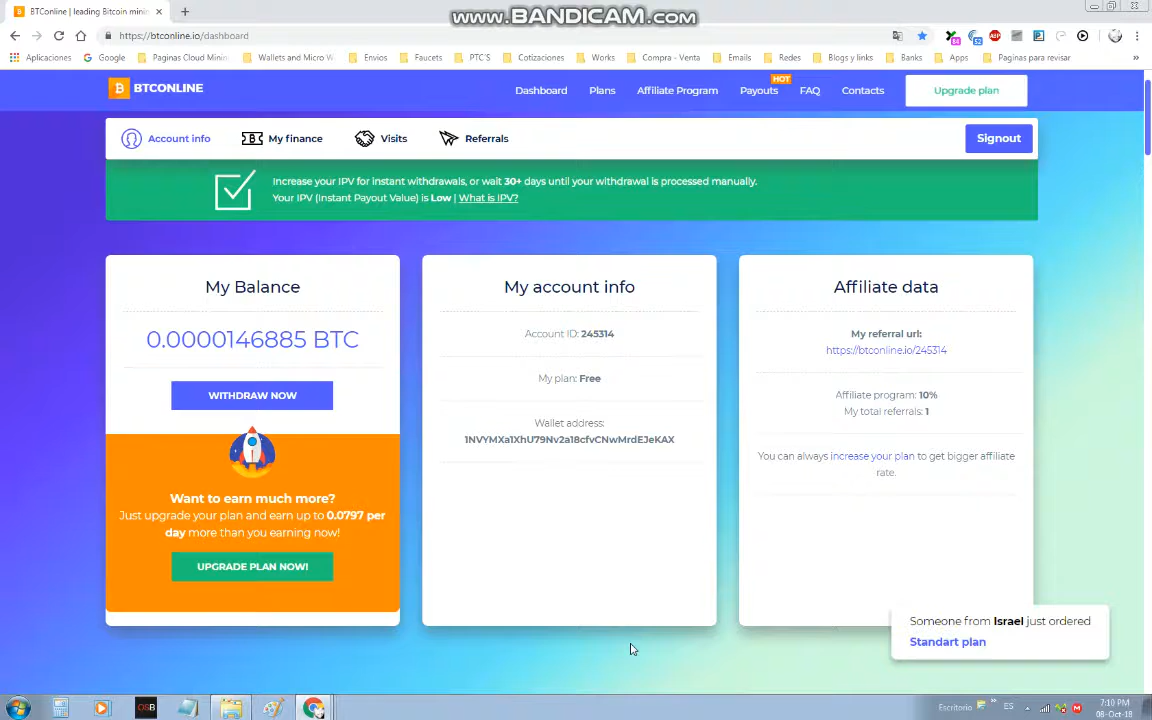 www.BANDICAM.com
BTConline | leading Bitcoin minin
https://btconline.io/dashboard
Aplicaciones
Google
Paginas Cloud Minin
Wallets and Micro W
Envios
Faucets
PTC'S
Cotizaciones
Works
Compra - Venta
Emails
Redes
Blogs y links
Banks
Apps
Paginas para revisar
BTCONLINE
Dashboard
Plans
Affiliate Program
Payouts
HOT
FAQ
Contacts
Upgrade plan
Account info
My finance
Visits
Referrals
Signout
Increase your IPV for instant withdrawals, or wait 30+ days until your withdrawal is processed manually.
Your IPV (Instant Payout Value) is Low | What is IPV?
My Balance
0.0000146885 BTC
WITHDRAW NOW
Want to earn much more?
Just upgrade your plan and earn up to 0.0797 per
day more than you earning now!
UPGRADE PLAN NOW!
My account info
Account ID: 245314
My plan: Free
Wallet address:
1NVYMXa1XhU79Nv2a18cfvCNwMrdEJeKAX
Affiliate data
My referral url:
https://btconline.io/245314
Affiliate program: 10%
My total referrals: 1
You can always increase your plan to get bigger affiliate
rate.
Someone from Israel just ordered
Standart plan
OSB
Escritorio
ES
7:10 PM
08-Oct-18